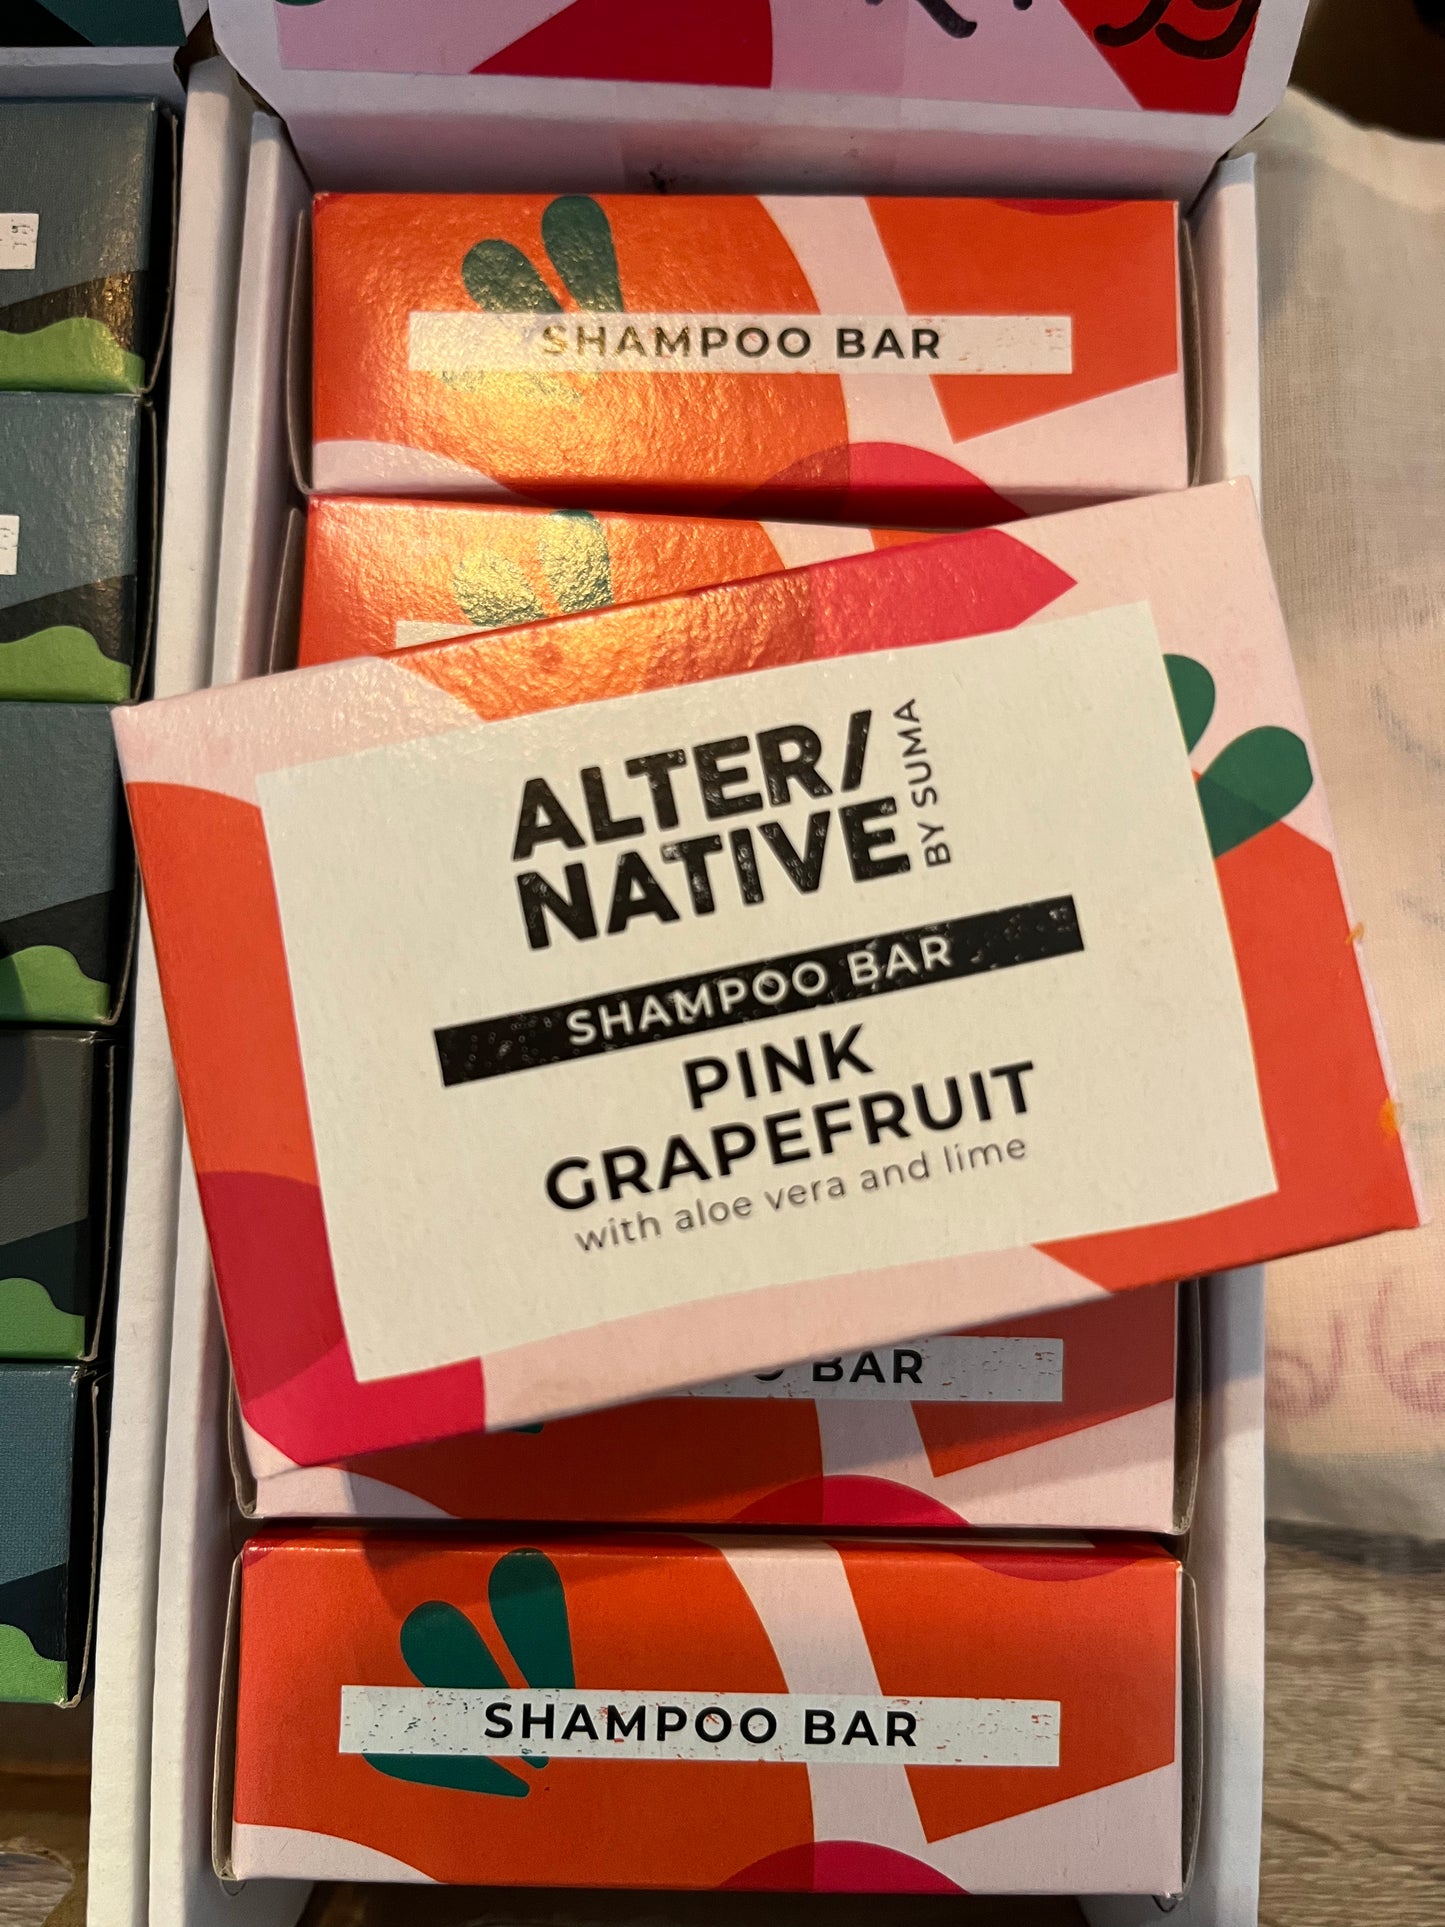 SHAMPOO BAR
ALTER/
NATIVE
BY SUMA
SHAMPOO BAR
PINK
GRAPEFRUIT
with aloe vera and lime
BAR
SHAMPOO BAR